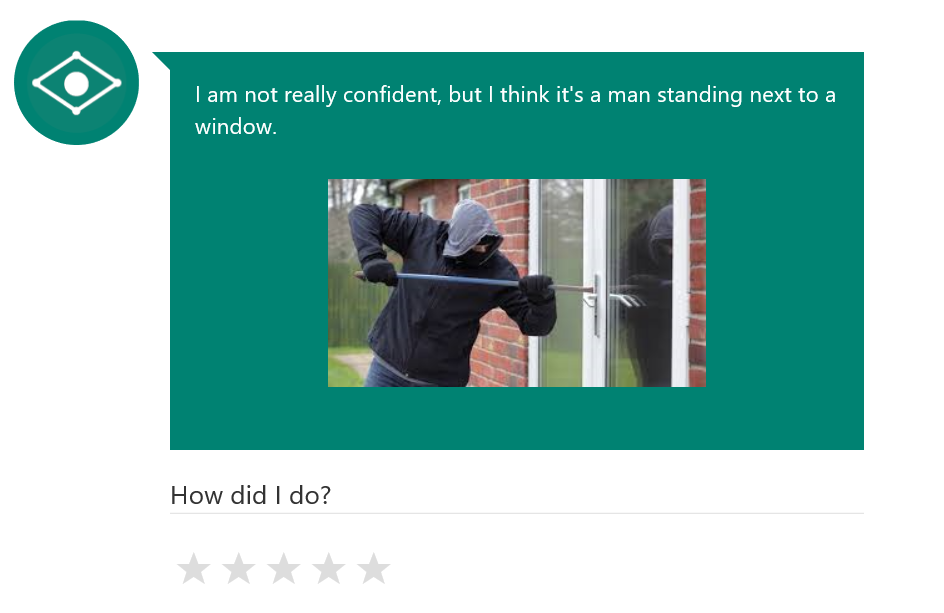 I am not really confident, but I think it's a man standing next to a
window.
How did I do?